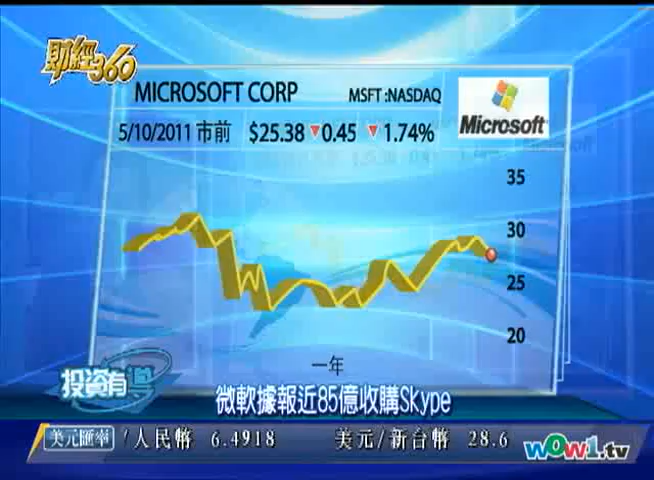 財經360
MICROSOFT CORP MSFT :NASDAQ
Microsoft
5/10/2011 市前 $25.38 ▼0.45 ▼1.74%
35
30
25
20
一年
投資有導
微軟據報近85億收購Skype
美元匯率 / 人民幣 6.4918 美元/新台幣 28.6
wow1.tv